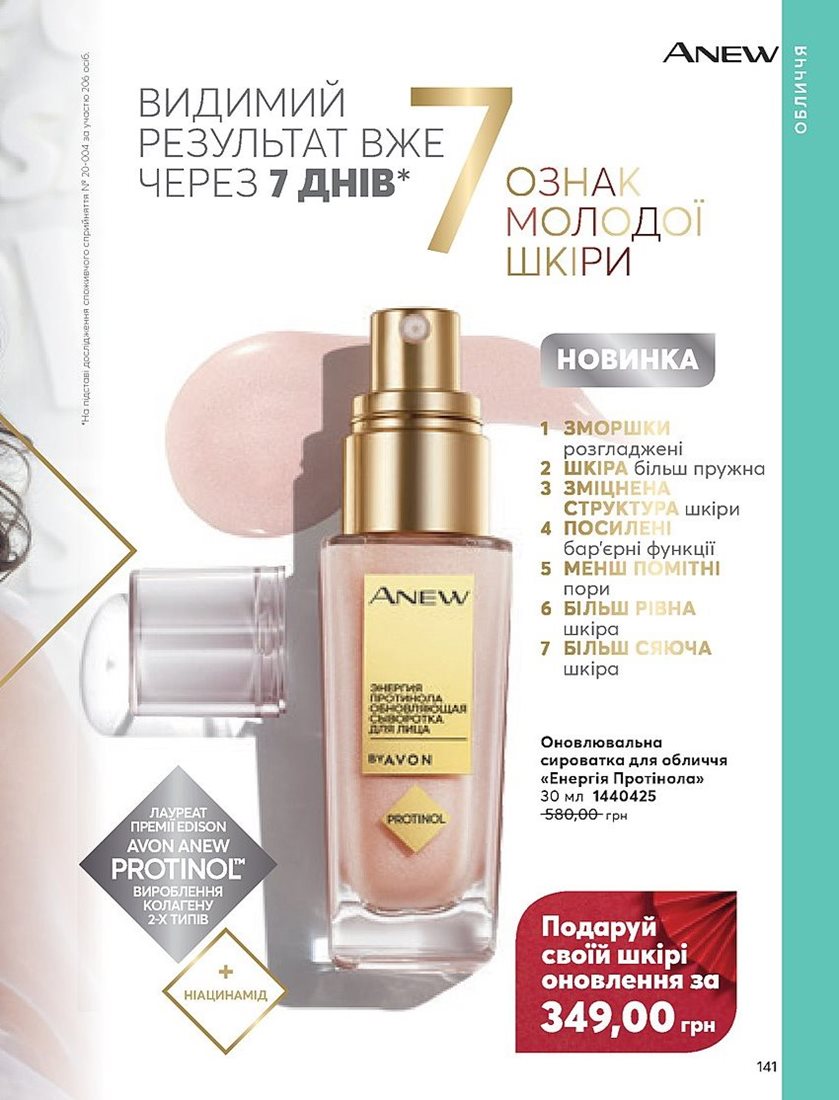 ANEW
ОБЛИЧЧЯ
ВИДИМИЙ
РЕЗУЛЬТАТ ВЖЕ
ЧЕРЕЗ 7 ДНІВ*
7
ОЗНАК
МОЛОДОЇ
ШКІРИ
*На підставі дослідження споживчого сприйняття № 20-004 за участю 206 осіб.
НОВИНКА
1 ЗМОРШКИ
розгладжені
2 ШКІРА більш пружна
3 ЗМІЦНЕНА
СТРУКТУРА шкіри
4 ПОСИЛЕНІ
бар'єрні функції
5 МЕНШ ПОМІТНІ
пори
6 БІЛЬШ РІВНА
шкіра
7 БІЛЬШ СЯЮЧА
шкіра
ANEW
ЭНЕРГИЯ
ПРОТИНОЛА
ОБНОВЛЯЮЩАЯ
СЫВОРОТКА
ДЛЯ ЛИЦА
BY AVON
PROTINOL
Оновлювальна
сироватка для обличчя
«Енергія Протінола»
30 мл 1440425
580,00 грн
ЛАУРЕАТ
ПРЕМІЇ EDISON
AVON ANEW
PROTINOL™
ВИРОБЛЕННЯ
КОЛАГЕНУ
2-Х ТИПІВ
+
НІАЦИНАМІД
Подаруй
своїй шкірі
оновлення за
349,00 грн
141